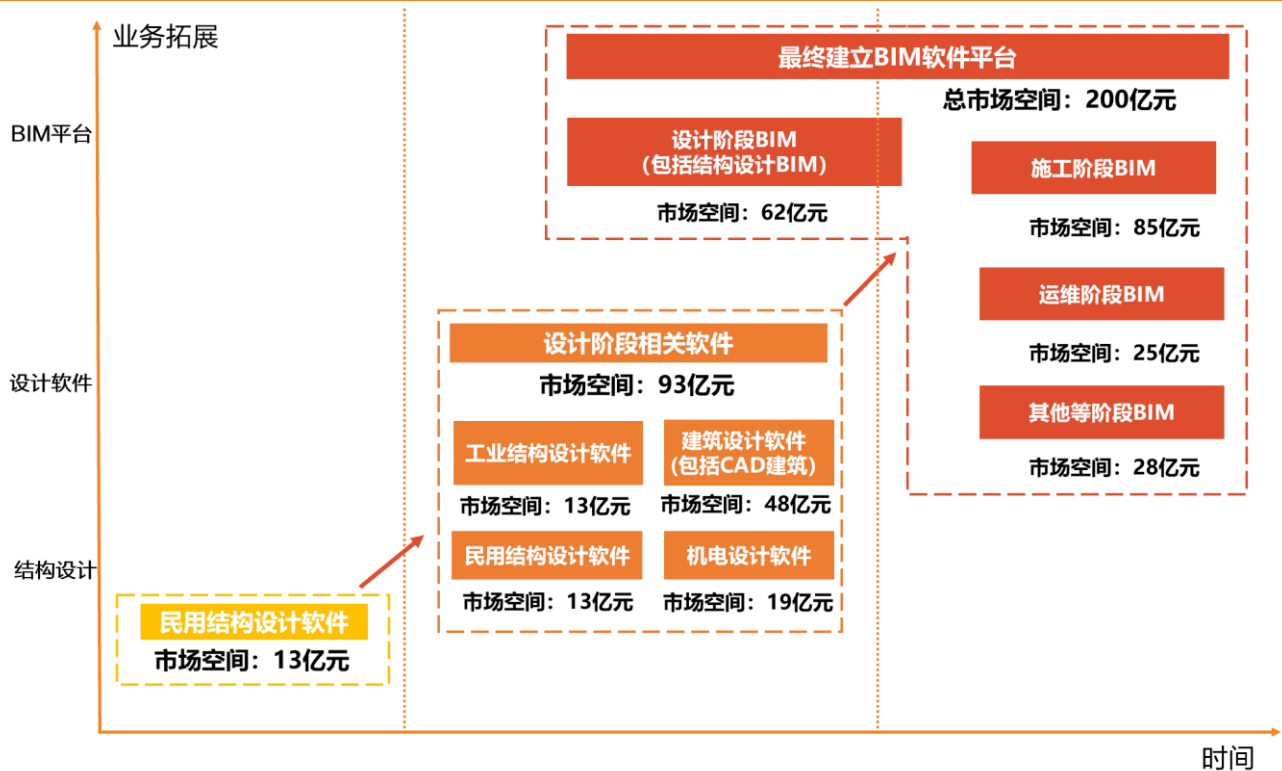 业务拓展
BIM平台
设计软件
结构设计
最终建立BIM软件平台
总市场空间：200亿元
设计阶段BIM
（包括结构设计BIM）
市场空间：62亿元
施工阶段BIM
市场空间：85亿元
运维阶段BIM
市场空间：25亿元
其他等阶段BIM
市场空间：28亿元
设计阶段相关软件
市场空间：93亿元
工业结构设计软件
市场空间：13亿元
建筑设计软件
(包括CAD建筑）
市场空间：48亿元
民用结构设计软件
市场空间：13亿元
机电设计软件
市场空间：19亿元
民用结构设计软件
市场空间：13亿元
时间